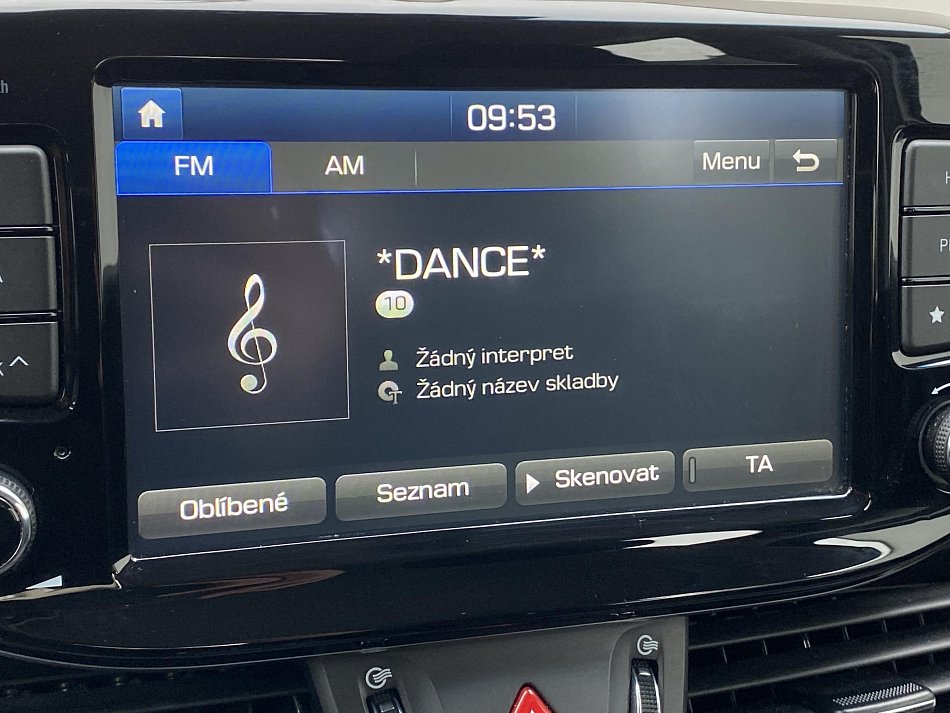 09:53
FM
AM
Menu
*DANCE*
10
Žádný interpret
Žádný název skladby
Oblíbené
Seznam
Skenovat
TA